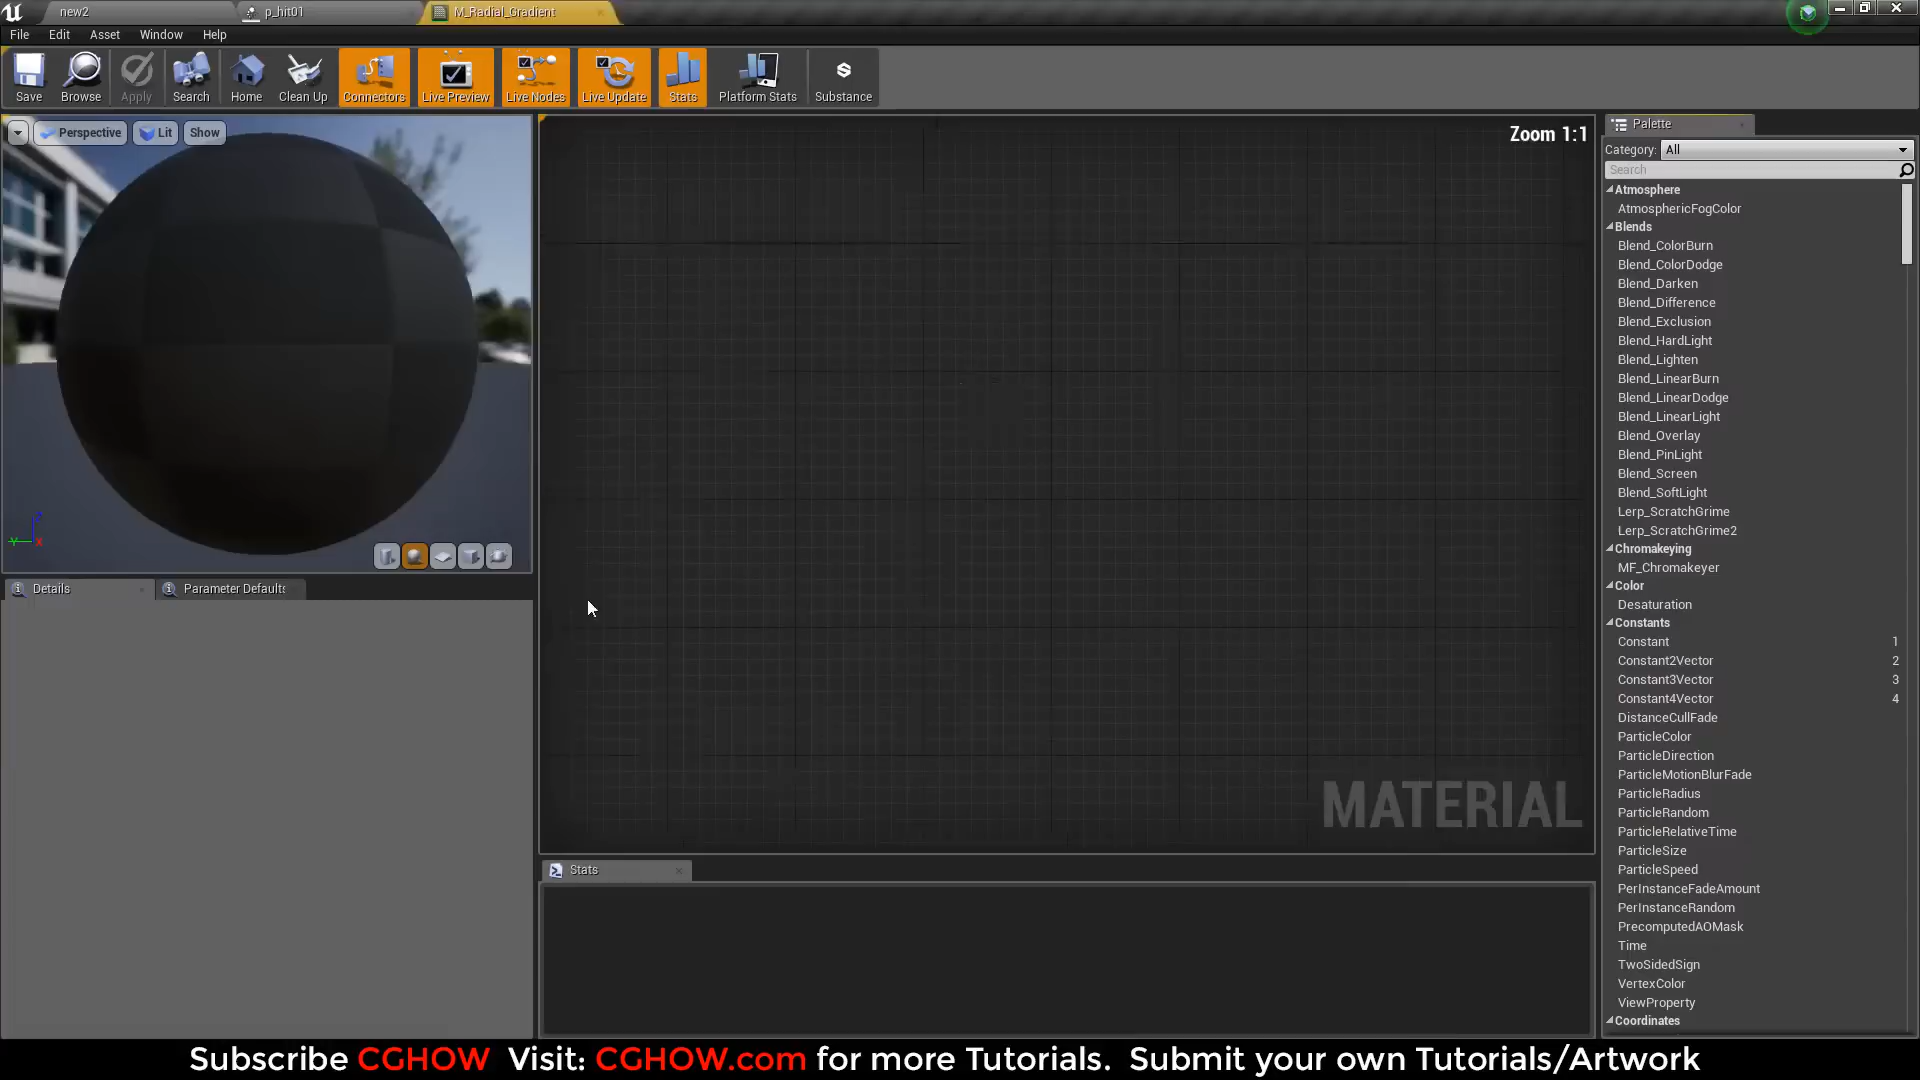 new2
p_hit01
M_Radial_Gradient
File Edit Asset Window Help
Save
Browse
Apply
Search
Home
Clean Up
Connectors
Live Preview
Live Nodes
Live Update
Stats
Platform Stats
Substance
Perspective
Lit
Show
Zoom 1:1
Palette
Category: All
Search
Atmosphere
AtmosphericFogColor
Blends
Blend_ColorBurn
Blend_ColorDodge
Blend_Darken
Blend_Difference
Blend_Exclusion
Blend_HardLight
Blend_Lighten
Blend_LinearBurn
Blend_LinearDodge
Blend_LinearLight
Blend_Overlay
Blend_PinLight
Blend_Screen
Blend_SoftLight
Lerp_ScratchGrime
Lerp_ScratchGrime2
Chromakeying
MF_Chromakeyer
Color
Desaturation
Constants
Constant 1
Constant2Vector 2
Constant3Vector 3
Constant4Vector 4
DistanceCullFade
ParticleColor
ParticleDirection
ParticleMotionBlurFade
ParticleRadius
ParticleRandom
ParticleRelativeTime
ParticleSize
ParticleSpeed
PerInstanceFadeAmount
PerInstanceRandom
PrecomputedAOMask
Time
TwoSidedSign
VertexColor
ViewProperty
Coordinates
Z
Y
X
Details
Parameter Defaults
MATERIAL
Stats
Subscribe CGHOW Visit: CGHOW.com for more Tutorials. Submit your own Tutorials/Artwork